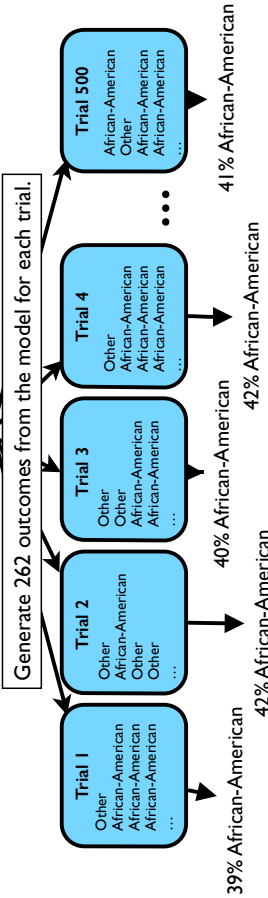 Generate 262 outcomes from the model for each trial.
Trial 1
Other
African-American
African-American
African-American
...
39% African-American
Trial 2
Other
African-American
Other
Other
...
42% African-American
Trial 3
Other
Other
African-American
African-American
...
40% African-American
Trial 4
Other
African-American
African-American
African-American
...
42% African-American
...
Trial 500
African-American
Other
African-American
African-American
...
41% African-American